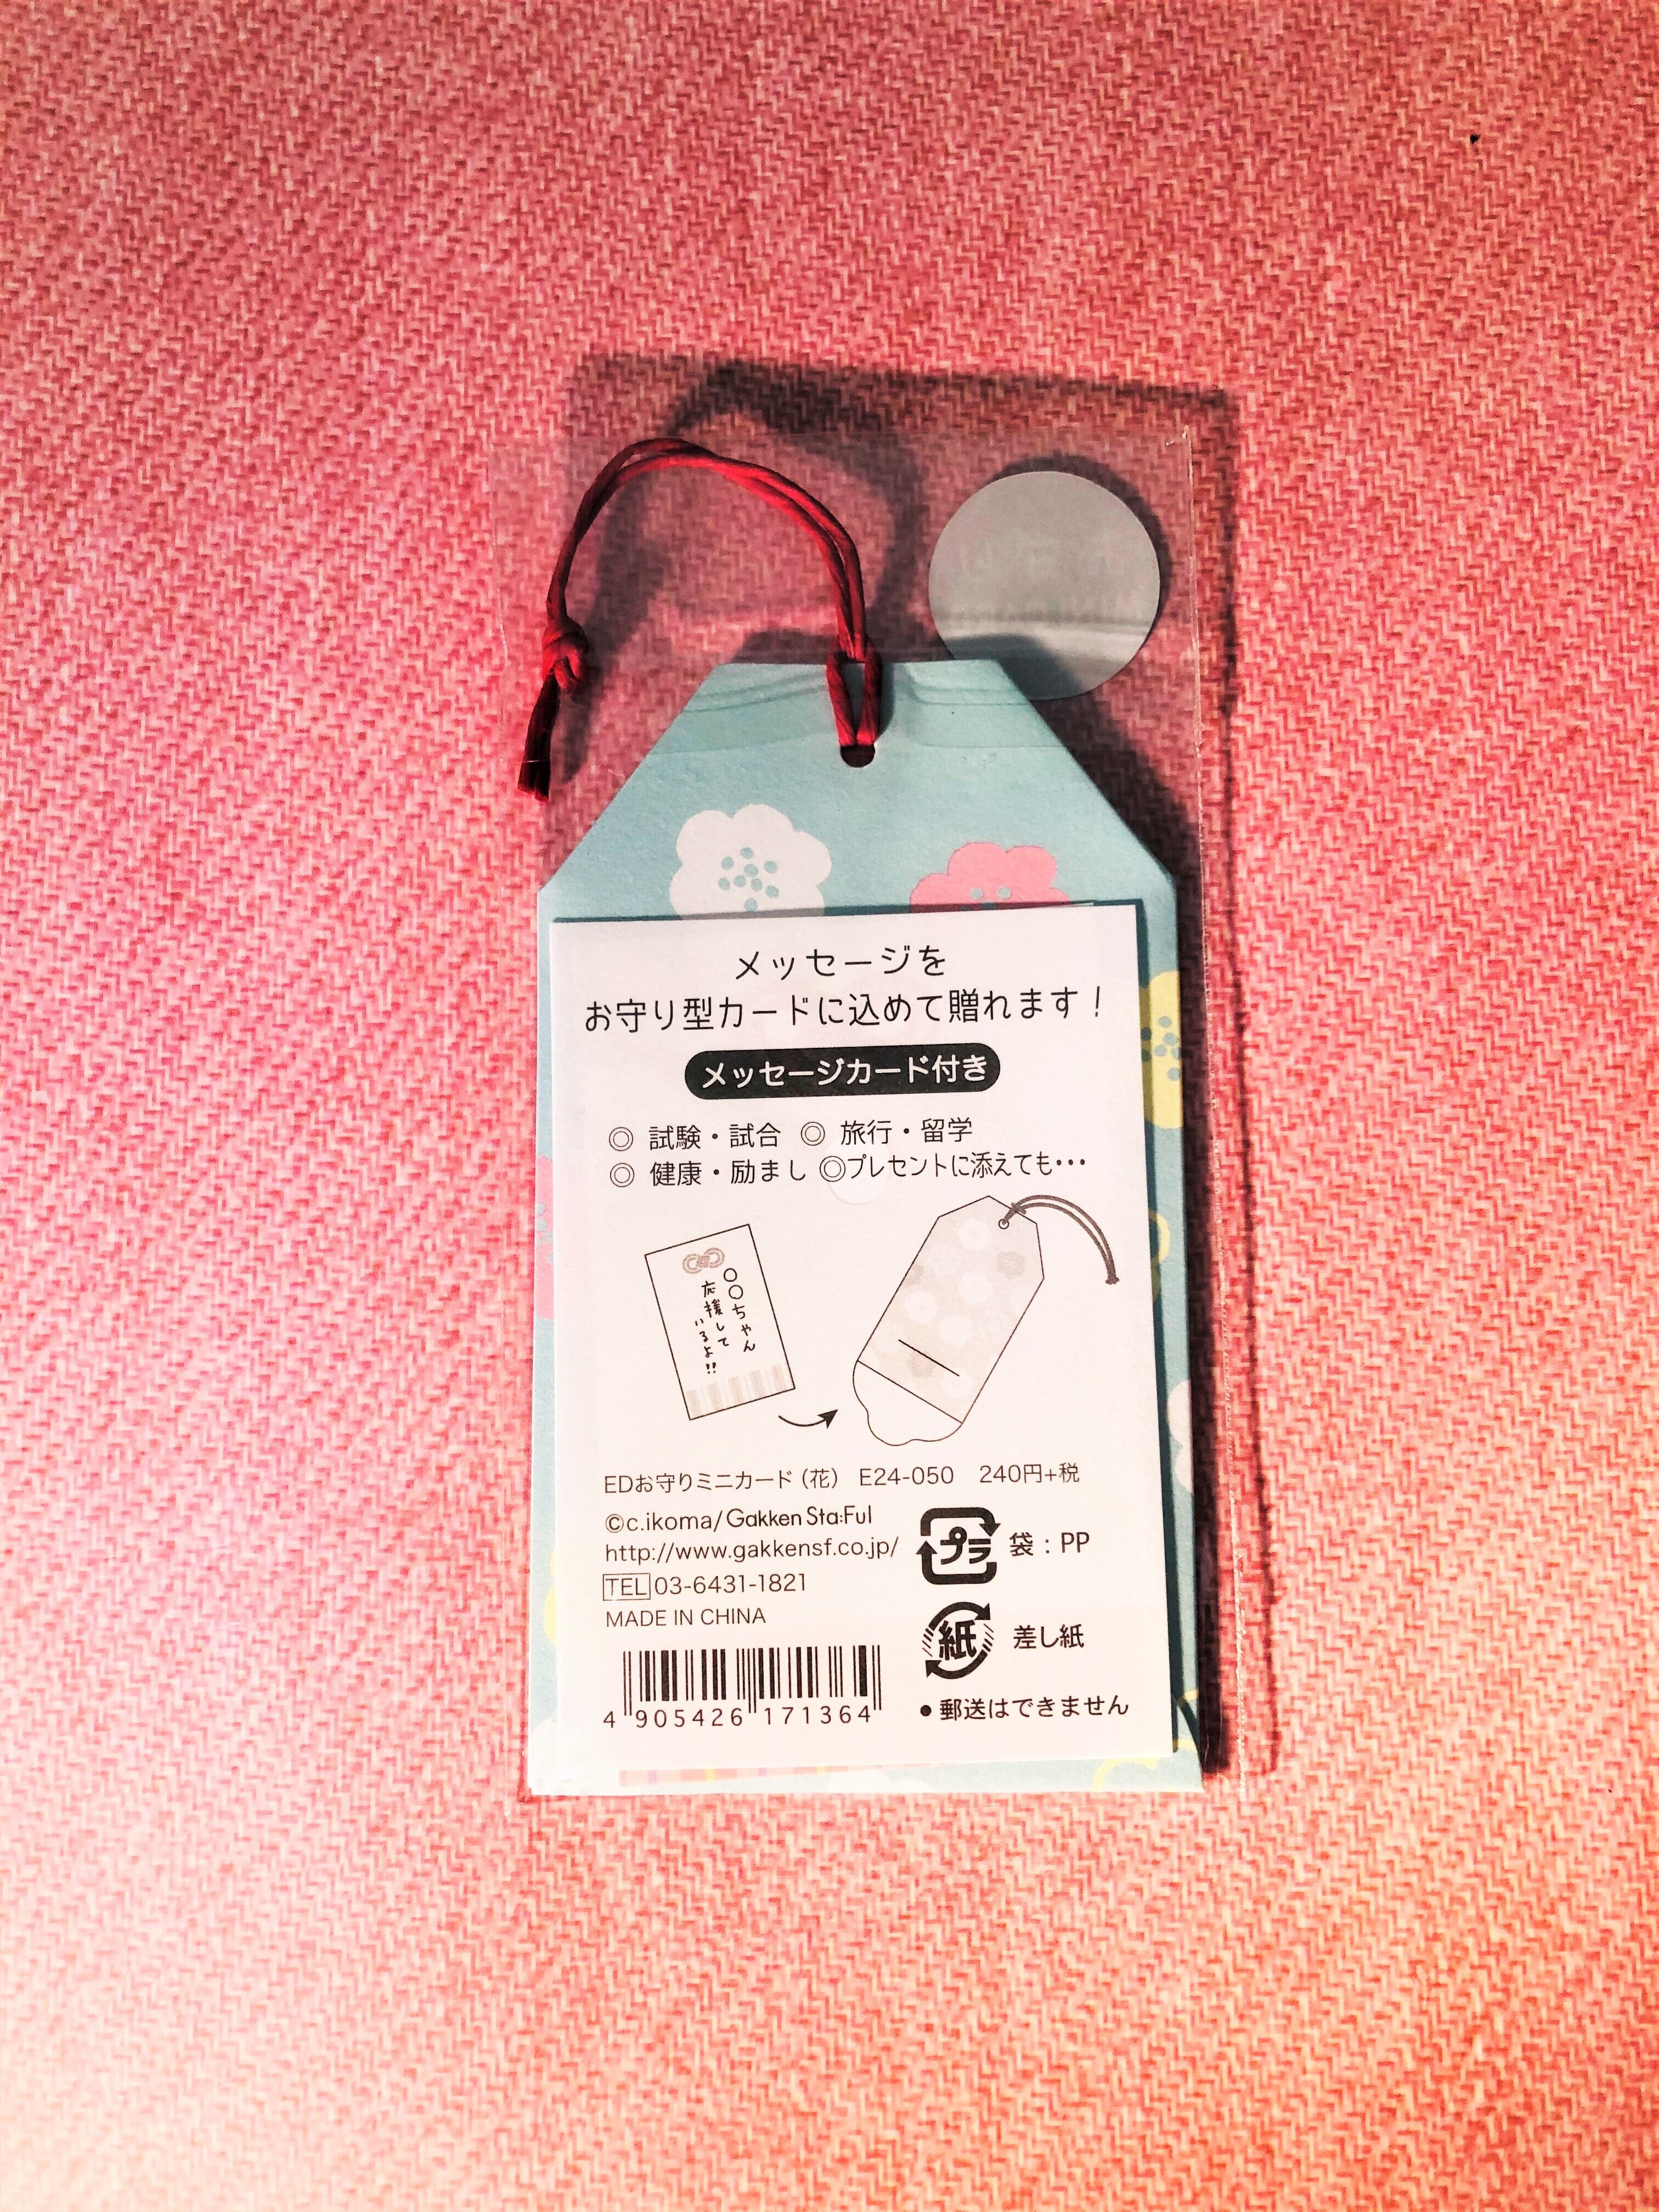 メッセージを
お守り型カードに込めて贈れます！
メッセージカード付き
◎ 試験・試合 ◎ 旅行・留学
◎ 健康・励まし ◎プレゼントに添えても・・・
〇〇ちゃん
応援して
いるよ!!
EDお守りミニカード（花） E24-050 240円+税
©c.ikoma/Gakken Sta:Ful
http://www.gakkensf.co.jp/
TEL 03-6431-1821
MADE IN CHINA
4 905426 171364
プラ 袋：PP
紙 差し紙
●郵送はできません